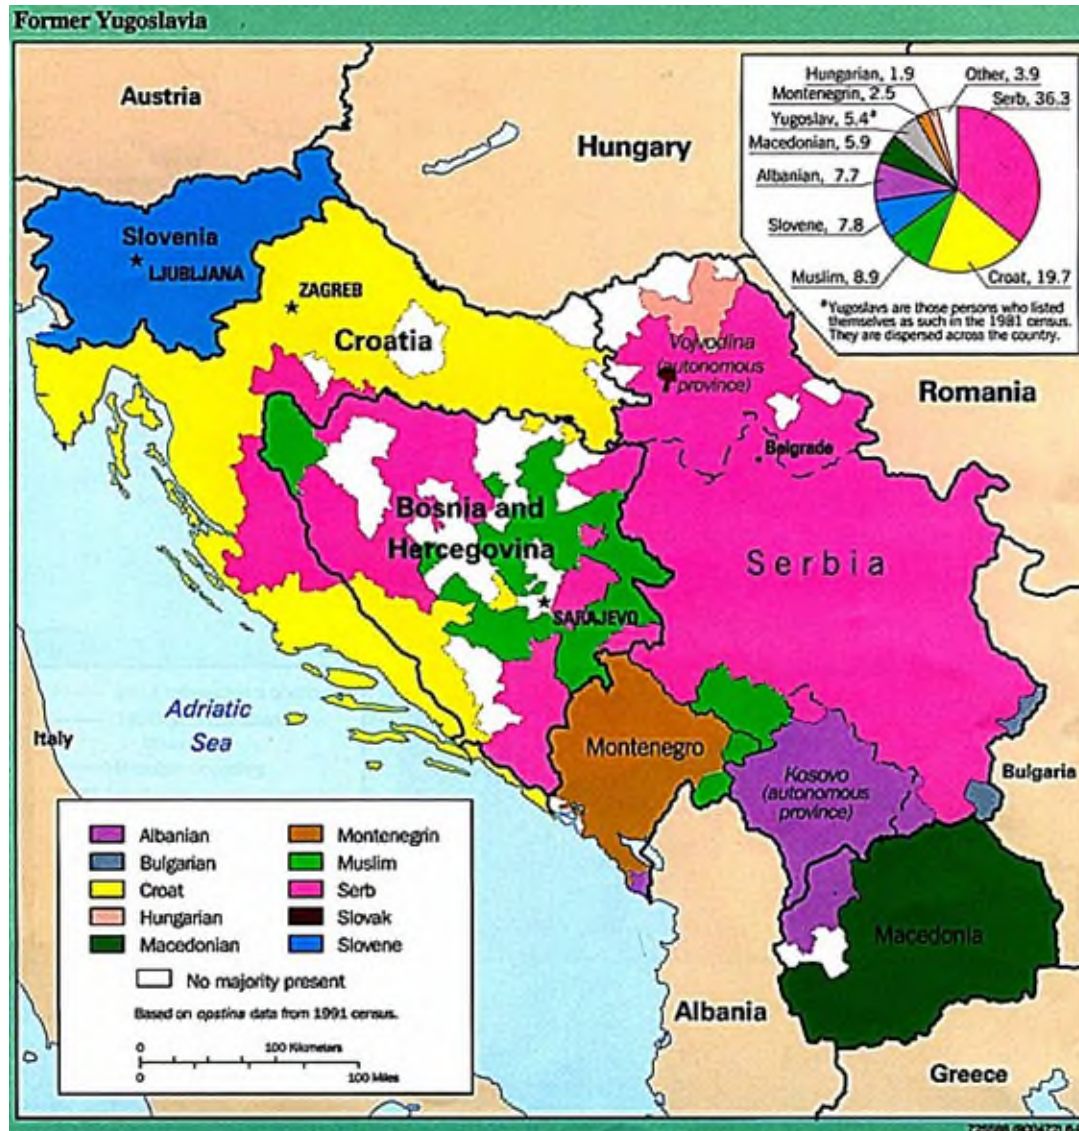 Former Yugoslavia
Austria
Hungary
Hungarian, 1.9
Other, 3.9
Montenegrin, 2.5
Serb, 36.3
Yugoslav, 5.4*
Macedonian, 5.9
Albanian, 7.7
Slovene, 7.8
Muslim, 8.9
Croat, 19.7
*Yugoslavs are those persons who listed
themselves as such in the 1981 census.
They are dispersed across the country.
Slovenia
LJUBLJANA
ZAGREB
Croatia
Vojvodina
(autonomous
province)
Romania
Belgrade
Bosnia and
Hercegovina
Serbia
SARAJEVO
Adriatic
Sea
Italy
Montenegro
Kosovo
(autonomous
province)
Bulgaria
Macedonia
Albania
Greece
Albanian
Bulgarian
Croat
Hungarian
Macedonian
Montenegrin
Muslim
Serb
Slovak
Slovene
No majority present
Based on opstina data from 1991 census.
0 100 Kilometers
0 100 Miles